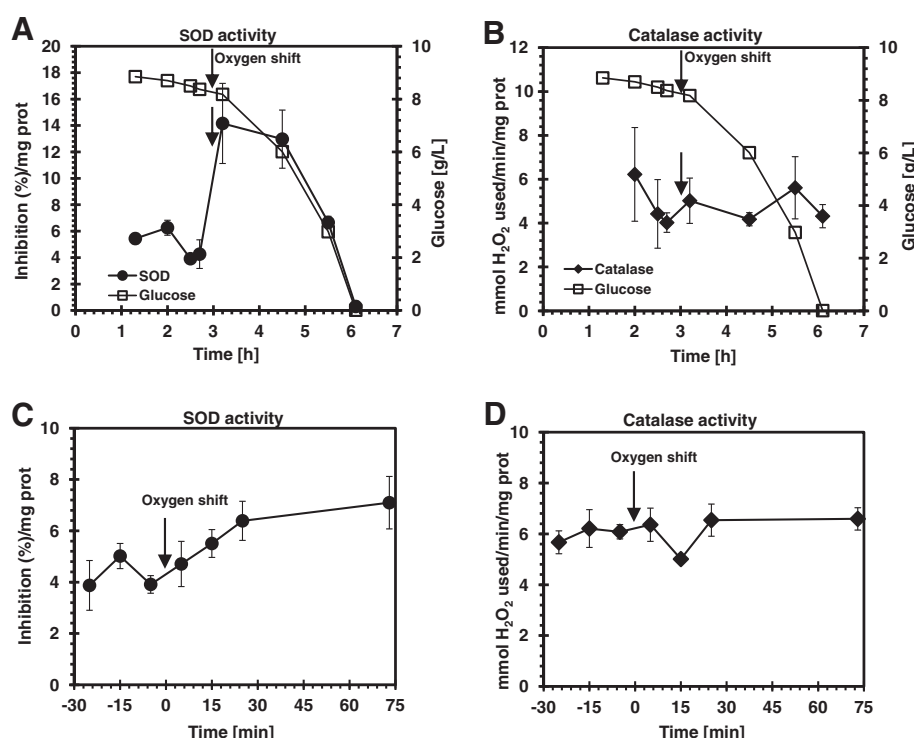 A
SOD activity
Oxygen shift
Inhibition (%)/mg prot
20
18
16
14
12
10
8
6
4
2
0
SOD
Glucose
10
8
6
4
2
0
Glucose [g/L]
0 1 2 3 4 5 6 7
Time [h]
B
Catalase activity
Oxygen shift
mmol H₂O₂ used/min/mg prot
12
10
8
6
4
2
0
Catalase
Glucose
10
8
6
4
2
0
Glucose [g/L]
0 1 2 3 4 5 6 7
Time [h]
C
SOD activity
Oxygen shift
Inhibition (%)/mg prot
10
8
6
4
2
0
-30 -15 0 15 30 45 60 75
Time [min]
D
Catalase activity
Oxygen shift
mmol H₂O₂ used/min/mg prot
10
8
6
4
2
0
-30 -15 0 15 30 45 60 75
Time [min]